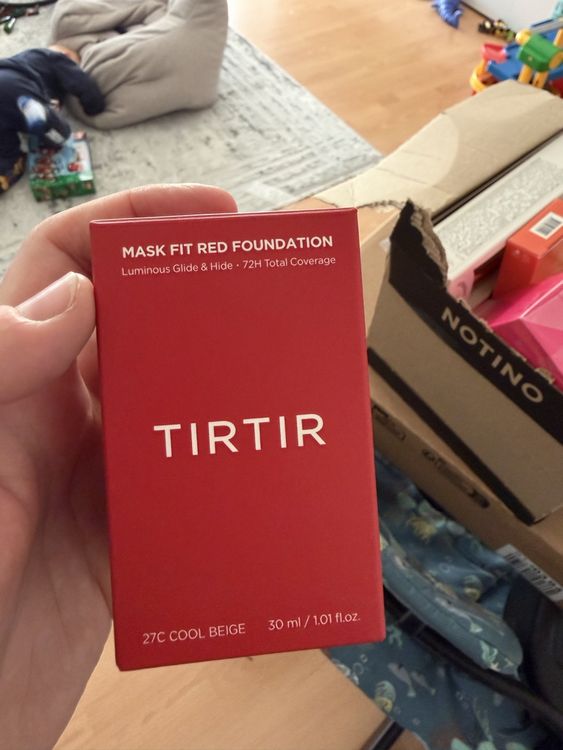 MASK FIT RED FOUNDATION
Luminous Glide & Hide • 72H Total Coverage
TIRTIR
27C COOL BEIGE 30 ml / 1.01 fl.oz.
NOTINO